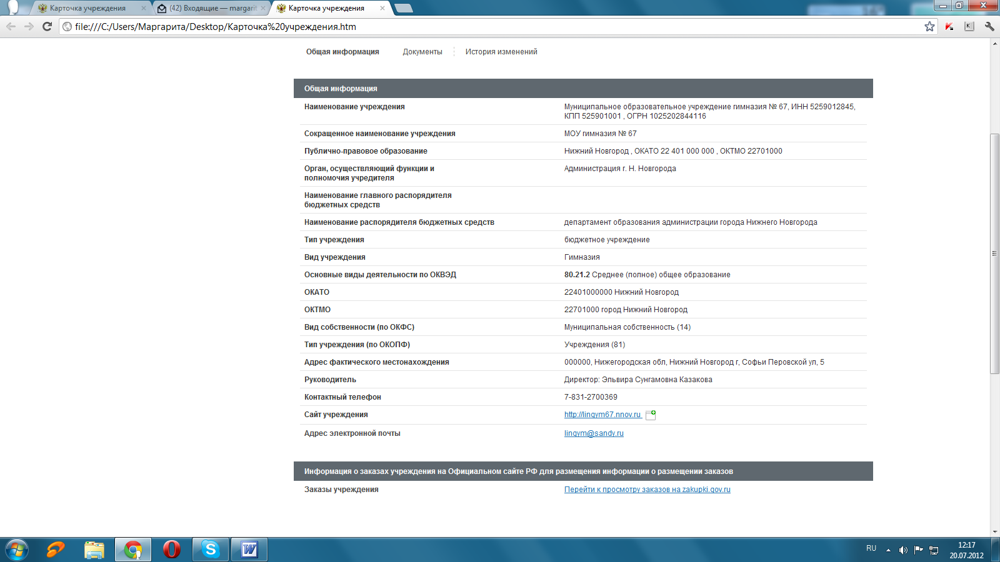 Карточка учреждения
(42) Входящие — margarit
Карточка учреждения
file:///C:/Users/Маргарита/Desktop/Карточка%20учреждения.htm
Общая информация Документы История изменений
Общая информация
Наименование учреждения Муниципальное образовательное учреждение гимназия № 67, ИНН 5259012845,
КПП 525901001 , ОГРН 1025202844116
Сокращенное наименование учреждения МОУ гимназия № 67
Публично-правовое образование Нижний Новгород , ОКАТО 22 401 000 000 , ОКТМО 22701000
Орган, осуществляющий функции и Администрация г. Н. Новгорода
полномочия учредителя
Наименование главного распорядителя
бюджетных средств
Наименование распорядителя бюджетных средств департамент образования администрации города Нижнего Новгорода
Тип учреждения бюджетное учреждение
Вид учреждения Гимназия
Основные виды деятельности по ОКВЭД 80.21.2 Среднее (полное) общее образование
ОКАТО 22401000000 Нижний Новгород
ОКТМО 22701000 город Нижний Новгород
Вид собственности (по ОКФС) Муниципальная собственность (14)
Тип учреждения (по ОКОПФ) Учреждения (81)
Адрес фактического местонахождения 000000, Нижегородская обл, Нижний Новгород г, Софьи Перовской ул, 5
Руководитель Директор: Эльвира Сунгамовна Казакова
Контактный телефон 7-831-2700369
Сайт учреждения http://lingym67.nnov.ru
Адрес электронной почты lingym@sandy.ru
Информация о заказах учреждения на Официальном сайте РФ для размещения информации о размещении заказов
Заказы учреждения Перейти к просмотру заказов на zakupki.gov.ru
RU
12:17
20.07.2012